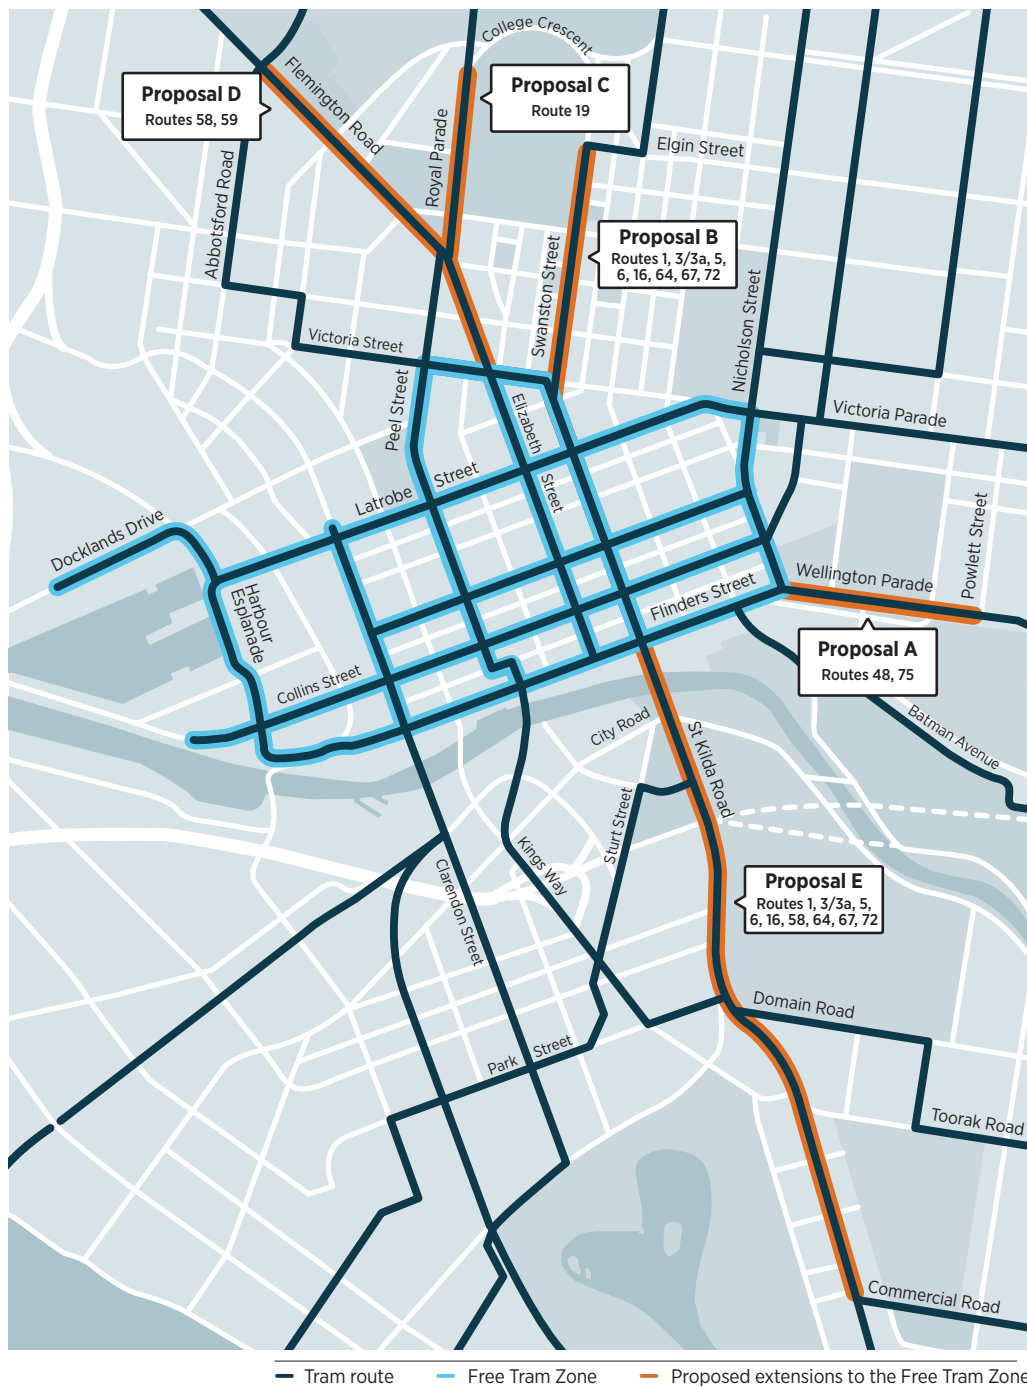 College Crescent
Flemington Road
Proposal D
Routes 58, 59
Proposal C
Route 19
Royal Parade
Elgin Street
Abbotsford Road
Proposal B
Routes 1, 3/3a, 5,
6, 16, 64, 67, 72
Swanston Street
Nicholson Street
Victoria Street
Peel Street
Elizabeth
Street
Victoria Parade
Latrobe
Street
Docklands Drive
Powlett Street
Wellington Parade
Flinders Street
Harbour
Esplanade
Collins Street
Proposal A
Routes 48, 75
City Road
St Kilda Road
Batman Avenue
Sturt Street
Kings Way
Clarendon Street
Proposal E
Routes 1, 3/3a, 5,
6, 16, 58, 64, 67, 72
Domain Road
Park
Street
Toorak Road
Commercial Road
Tram route
Free Tram Zone
Proposed extensions to the Free Tram Zone